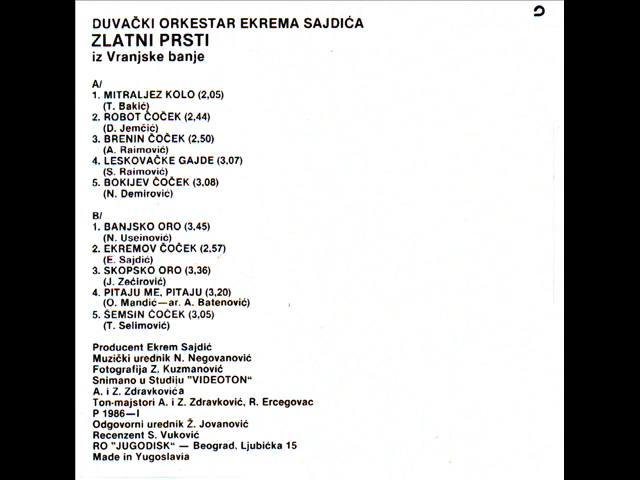 DUVAČKI ORKESTAR EKREMA SAJDIĆA
ZLATNI PRSTI
iz Vranjske banje
A/
1. MITRALJEZ KOLO (2,05)
(T. Bakić)
2. ROBOT ČOČEK (2,44)
(D. Jemčić)
3. BRENIN ČOČEK (2,50)
(A. Raimović)
4. LESKOVAČKE GAJDE (3,07)
(S. Raimović)
5. BOKIJEV ČOČEK (3,08)
(N. Demirović)
B/
1. BANJSKO ORO (3,45)
(N. Useinović)
2. EKREMOV ČOČEK (2,57)
(E. Sajdić)
3. SKOPSKO ORO (3,36)
(J. Zećirović)
4. PITAJU ME, PITAJU (3,20)
(O. Mandić—ar. A. Batenović)
5. ŠEMSIN ČOČEK (3,05)
(T. Selimović)
Producent Ekrem Sajdić
Muzički urednik N. Negovanović
Fotografija Z. Kuzmanović
Snimano u Studiju "VIDEOTON"
A. i Z. Zdravkovića
Ton-majstori A. i Z. Zdravković, R. Ercegovac
P 1986—I
Odgovorni urednik Ž. Jovanović
Recenzent S. Vuković
RO "JUGODISK" — Beograd, Ljubička 15
Made in Yugoslavia